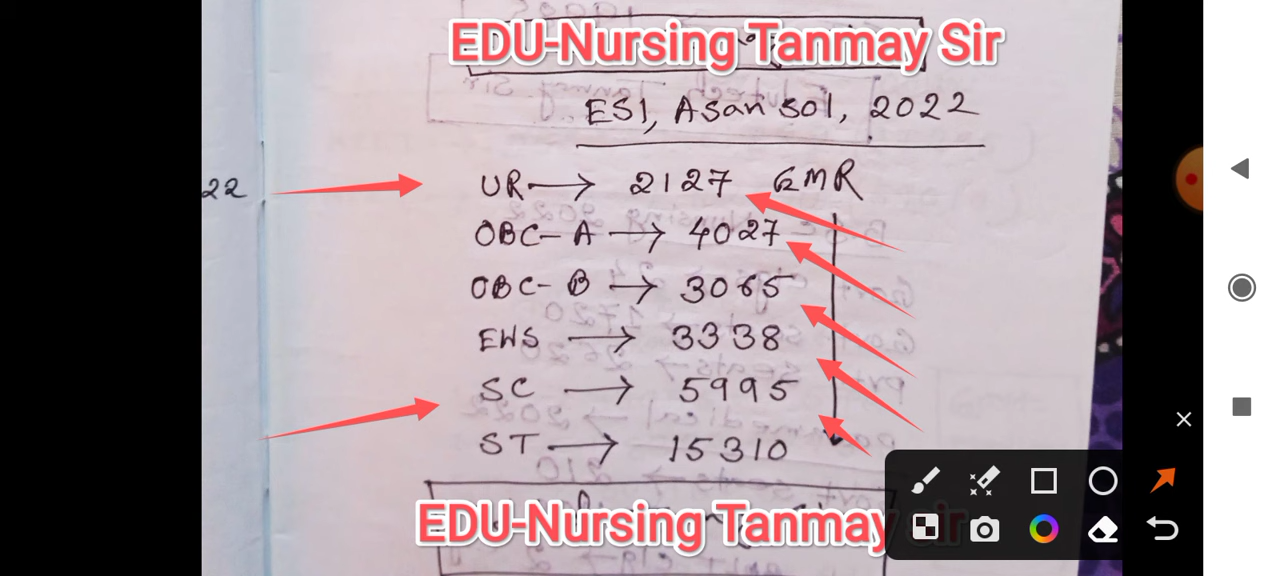 EDU-Nursing Tanmay Sir
ESI, Asansol, 2022
22
UR → 2127 GMR
OBC-A → 4027
OBC-B → 3065
EWS → 3338
SC → 5995
ST → 15310
EDU-Nursing Tanmay Sir